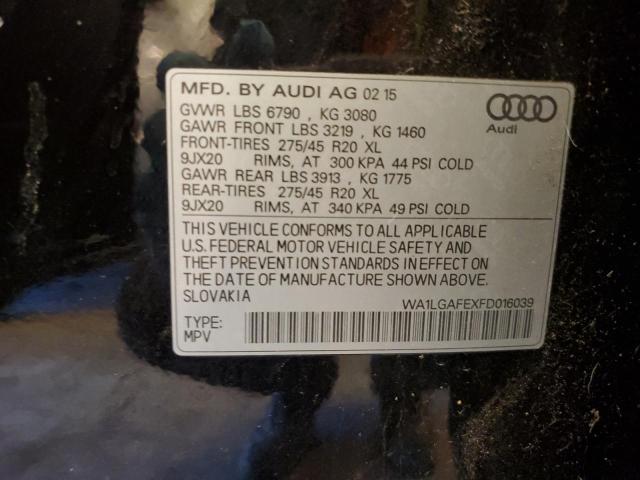 MFD. BY AUDI AG 02 15
GVWR LBS 6790 , KG 3080
GAWR FRONT LBS 3219 , KG 1460
FRONT-TIRES 275/45 R20 XL
9JX20 RIMS, AT 300 KPA 44 PSI COLD
GAWR REAR LBS 3913 , KG 1775
REAR-TIRES 275/45 R20 XL
9JX20 RIMS, AT 340 KPA 49 PSI COLD
Audi
THIS VEHICLE CONFORMS TO ALL APPLICABLE
U.S. FEDERAL MOTOR VEHICLE SAFETY AND
THEFT PREVENTION STANDARDS IN EFFECT ON
THE DATE OF MANUFACTURE SHOWN ABOVE.
SLOVAKIA
WA1LGAFEXFD016039
TYPE:
MPV